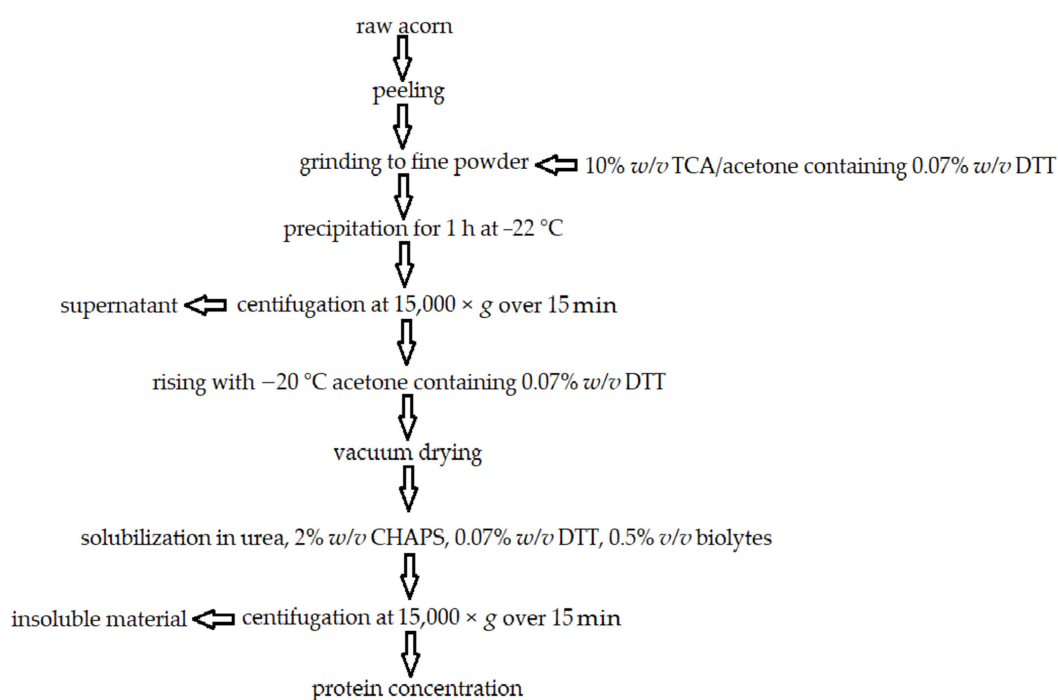 raw acorn
peeling
grinding to fine powder
10% w/v TCA/acetone containing 0.07% w/v DTT
precipitation for 1 h at –22 °C
supernatant
centifugation at 15,000 × g over 15 min
rising with −20 °C acetone containing 0.07% w/v DTT
vacuum drying
solubilization in urea, 2% w/v CHAPS, 0.07% w/v DTT, 0.5% v/v biolytes
insoluble material
centifugation at 15,000 × g over 15 min
protein concentration